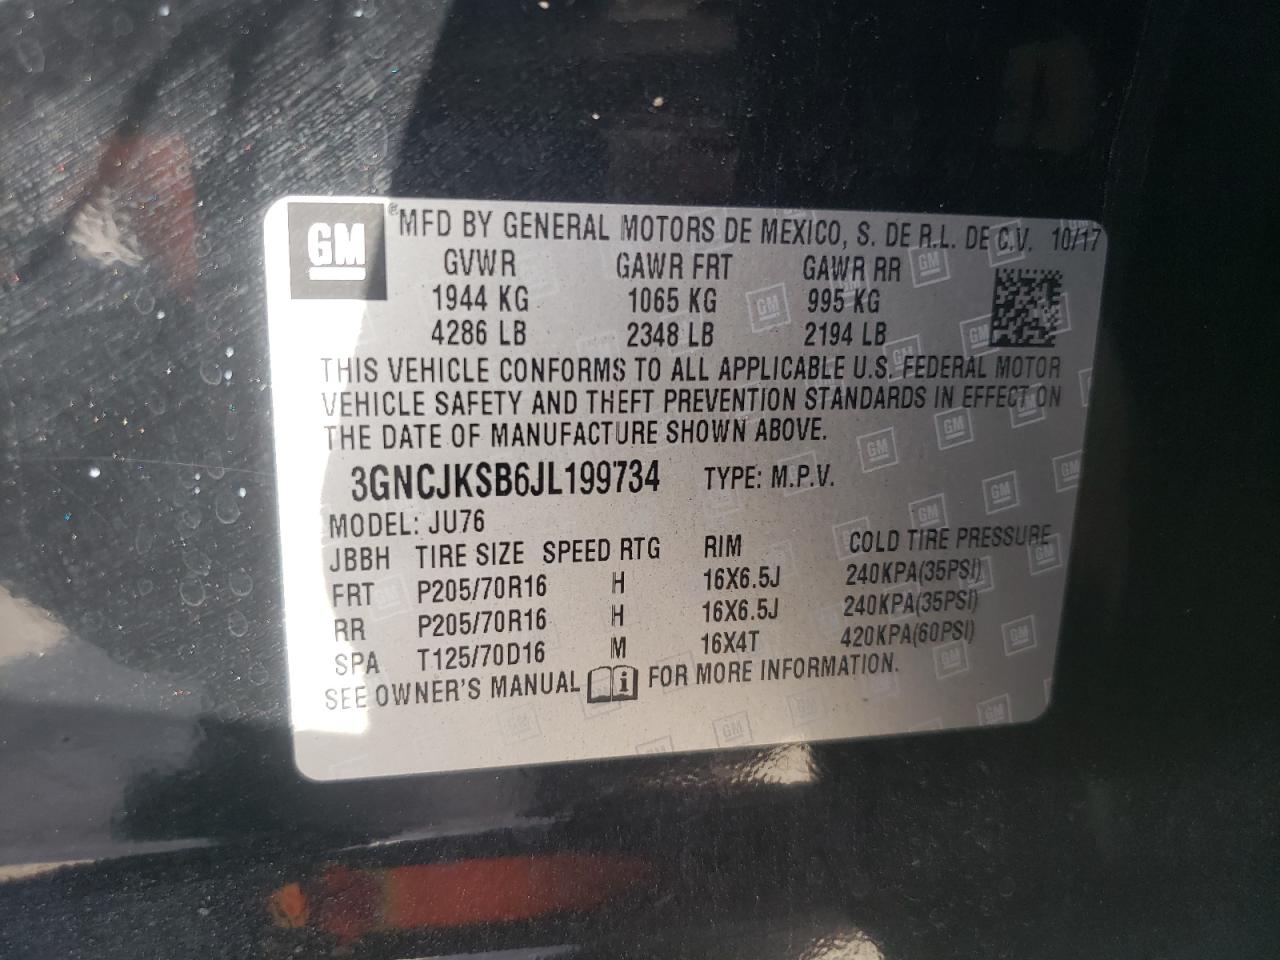 GM ® MFD BY GENERAL MOTORS DE MEXICO, S. DE R.L. DE C.V. 10/17
GVWR GAWR FRT GAWR RR
1944 KG 1065 KG 995 KG
4286 LB 2348 LB 2194 LB
THIS VEHICLE CONFORMS TO ALL APPLICABLE U.S. FEDERAL MOTOR
VEHICLE SAFETY AND THEFT PREVENTION STANDARDS IN EFFECT ON
THE DATE OF MANUFACTURE SHOWN ABOVE.
3GNCJKSB6JL199734 TYPE: M.P.V.
MODEL: JU76
JBBH TIRE SIZE SPEED RTG RIM COLD TIRE PRESSURE
FRT P205/70R16 H 16X6.5J 240KPA(35PSI)
RR P205/70R16 H 16X6.5J 240KPA(35PSI)
SPA T125/70D16 M 16X4T 420KPA(60PSI)
SEE OWNER'S MANUAL i FOR MORE INFORMATION.